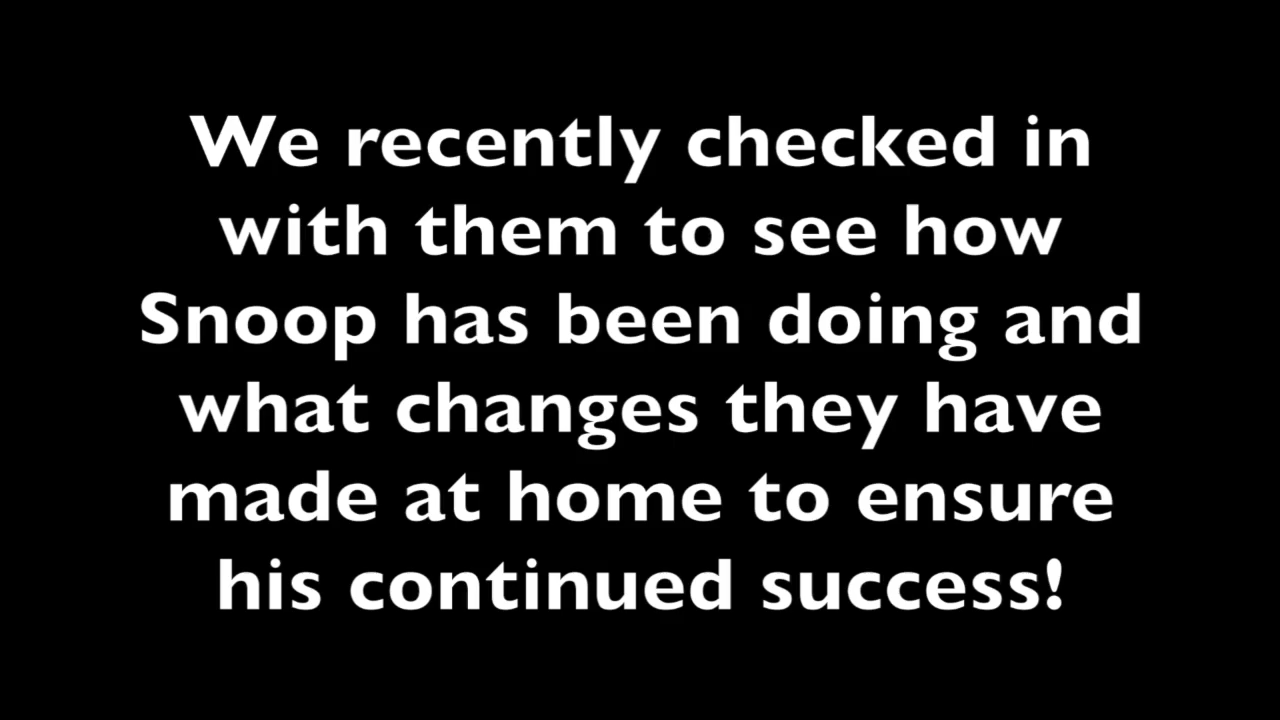 We recently checked in
with them to see how
Snoop has been doing and
what changes they have
made at home to ensure
his continued success!